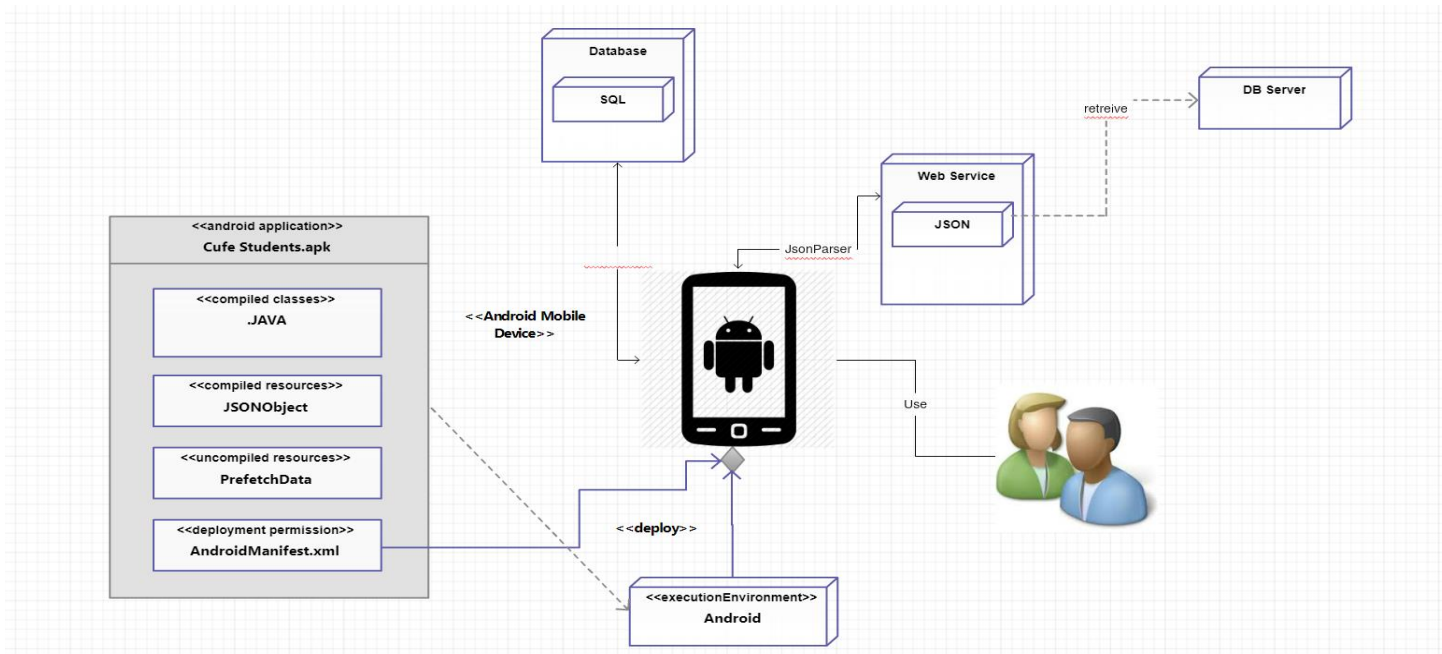 Database
SQL
DB Server
retreive
Web Service
JSON
JsonParser
<<android application>>
Cufe Students.apk
<<compiled classes>>
.JAVA
<<compiled resources>>
JSONObject
<<uncompiled resources>>
PrefetchData
<<deployment permission>>
AndroidManifest.xml
<<Android Mobile
Device>>
Use
<<deploy>>
<<executionEnvironment>>
Android